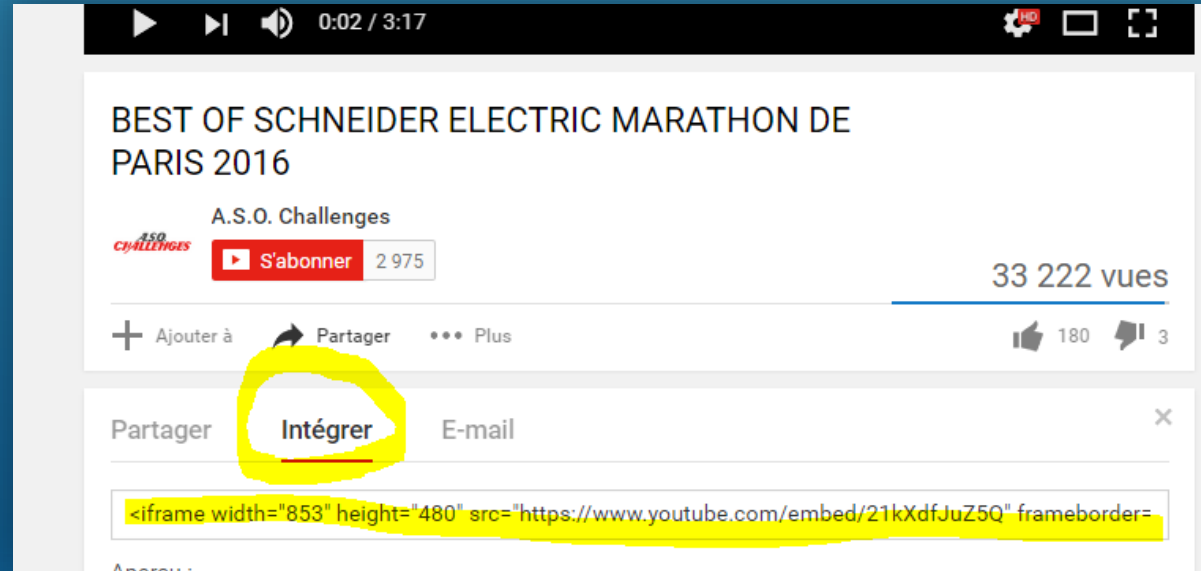 0:02 / 3:17
HD
BEST OF SCHNEIDER ELECTRIC MARATHON DE
PARIS 2016
A.S.O. Challenges
A.S.O. CHALLENGES
S'abonner 2 975
33 222 vues
Ajouter à Partager Plus 180 3
Partager Intégrer E-mail
<iframe width="853" height="480" src="https://www.youtube.com/embed/21kXdfJuZ5Q" frameborder=